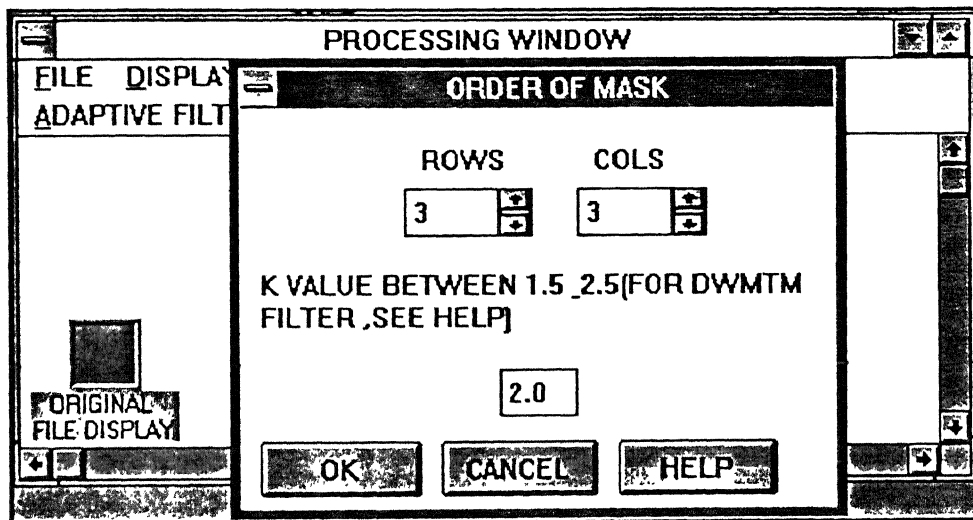 PROCESSING WINDOW
FILE DISPLAY
ADAPTIVE FILT
ORDER OF MASK
ROWS COLS
3 3
K VALUE BETWEEN 1.5 _2.5(FOR DWMTM
FILTER ,SEE HELP)
2.0
OK CANCEL HELP
ORIGINAL
FILE DISPLAY